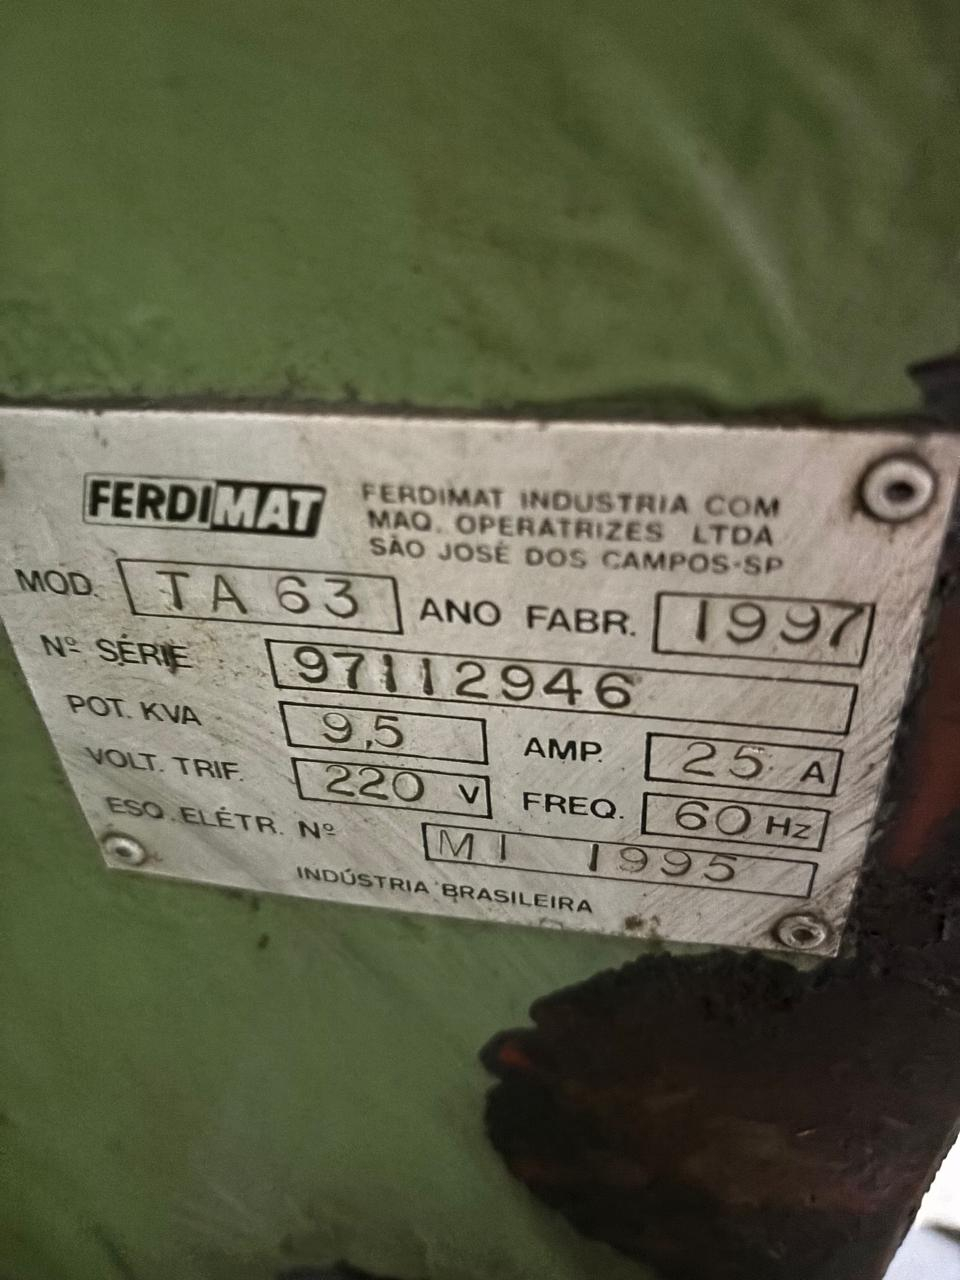 FERDIMAT
FERDIMAT INDUSTRIA COM
MAQ. OPERATRIZES LTDA
SÃO JOSÉ DOS CAMPOS-SP
MOD. TA 63 ANO FABR. 1997
Nº SÉRIE 97112946
POT. KVA 9,5 AMP. 25 A
VOLT. TRIF. 220 V FREQ. 60 Hz
ESQ. ELÉTR. Nº MI 1995
INDÚSTRIA BRASILEIRA